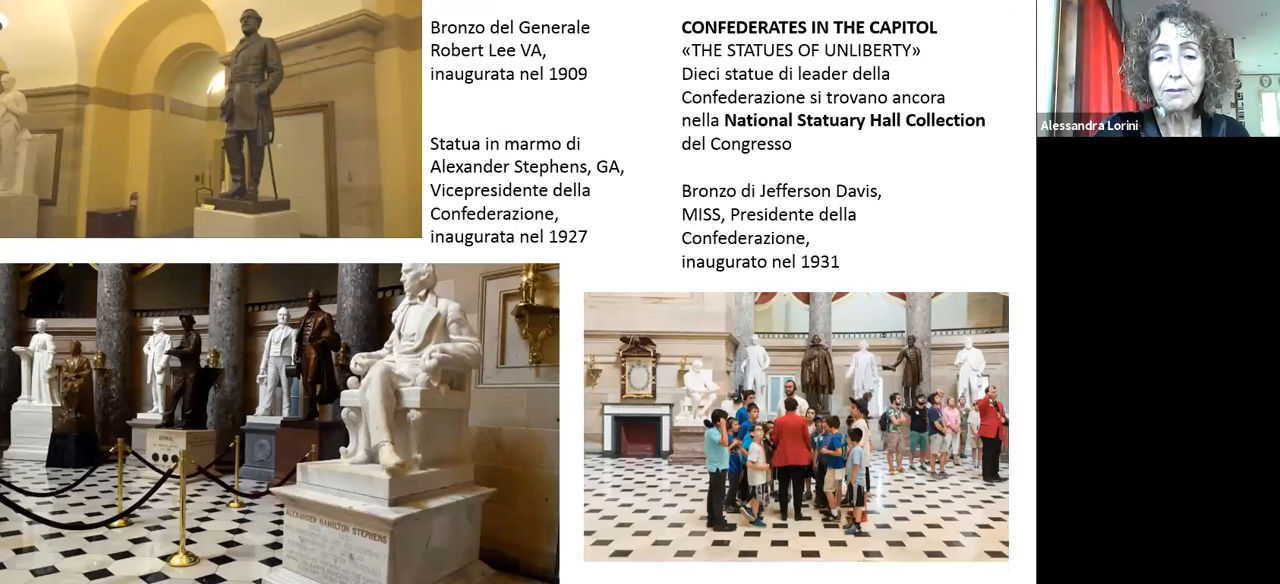 Bronzo del Generale
Robert Lee VA,
inaugurata nel 1909
Statua in marmo di
Alexander Stephens, GA,
Vicepresidente della
Confederazione,
inaugurata nel 1927
CONFEDERATES IN THE CAPITOL
«THE STATUES OF UNLIBERTY»
Dieci statue di leader della
Confederazione si trovano ancora
nella National Statuary Hall Collection
del Congresso
Bronzo di Jefferson Davis,
MISS, Presidente della
Confederazione,
inaugurato nel 1931
Alessandra Lorini
IOWA
ALEXANDER HAMILTON STEPHENS